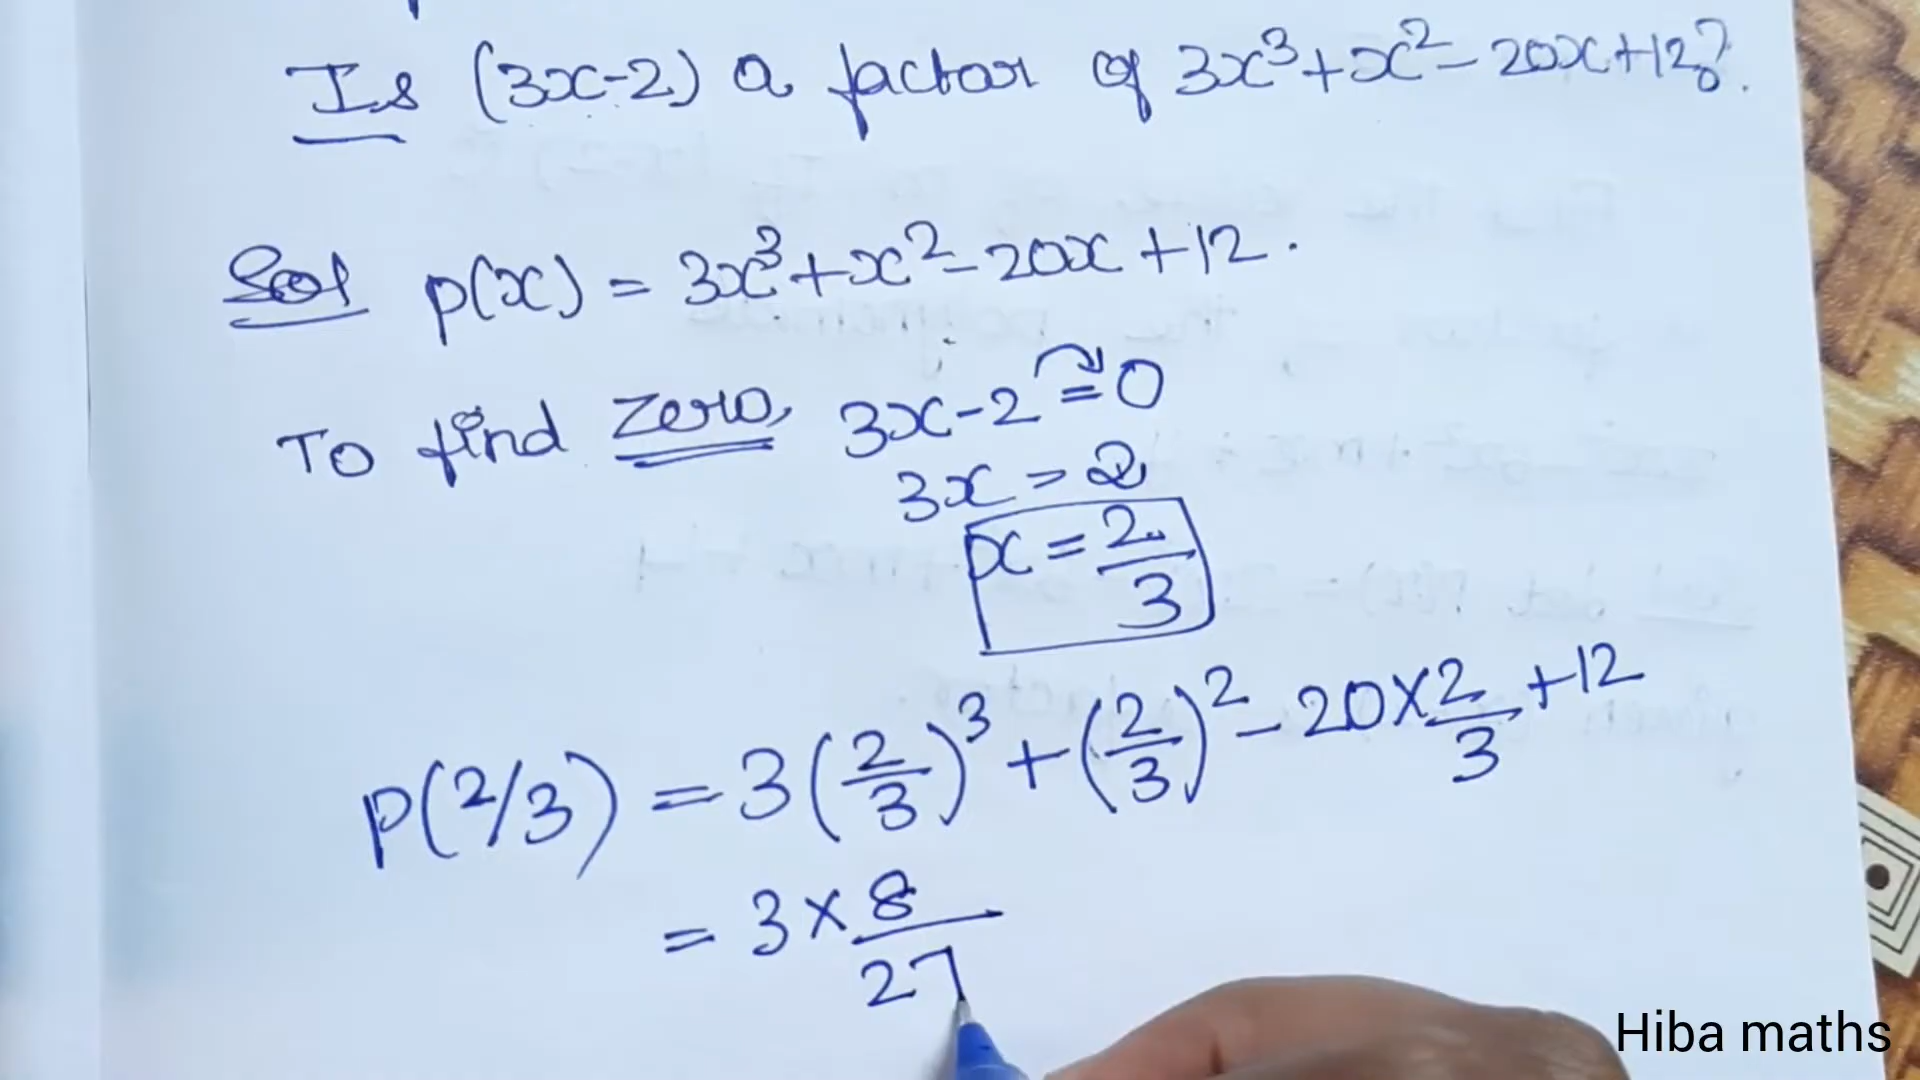 Is (3x-2) a factor of 3x³+x²-20x+12?.
Sol p(x) = 3x³+x²-20x+12.
To find zero, 3x-2=0
3x=2
x=2/3
P(2/3) = 3(2/3)³+(2/3)²-20×2/3+12
= 3×8/27
Hiba maths